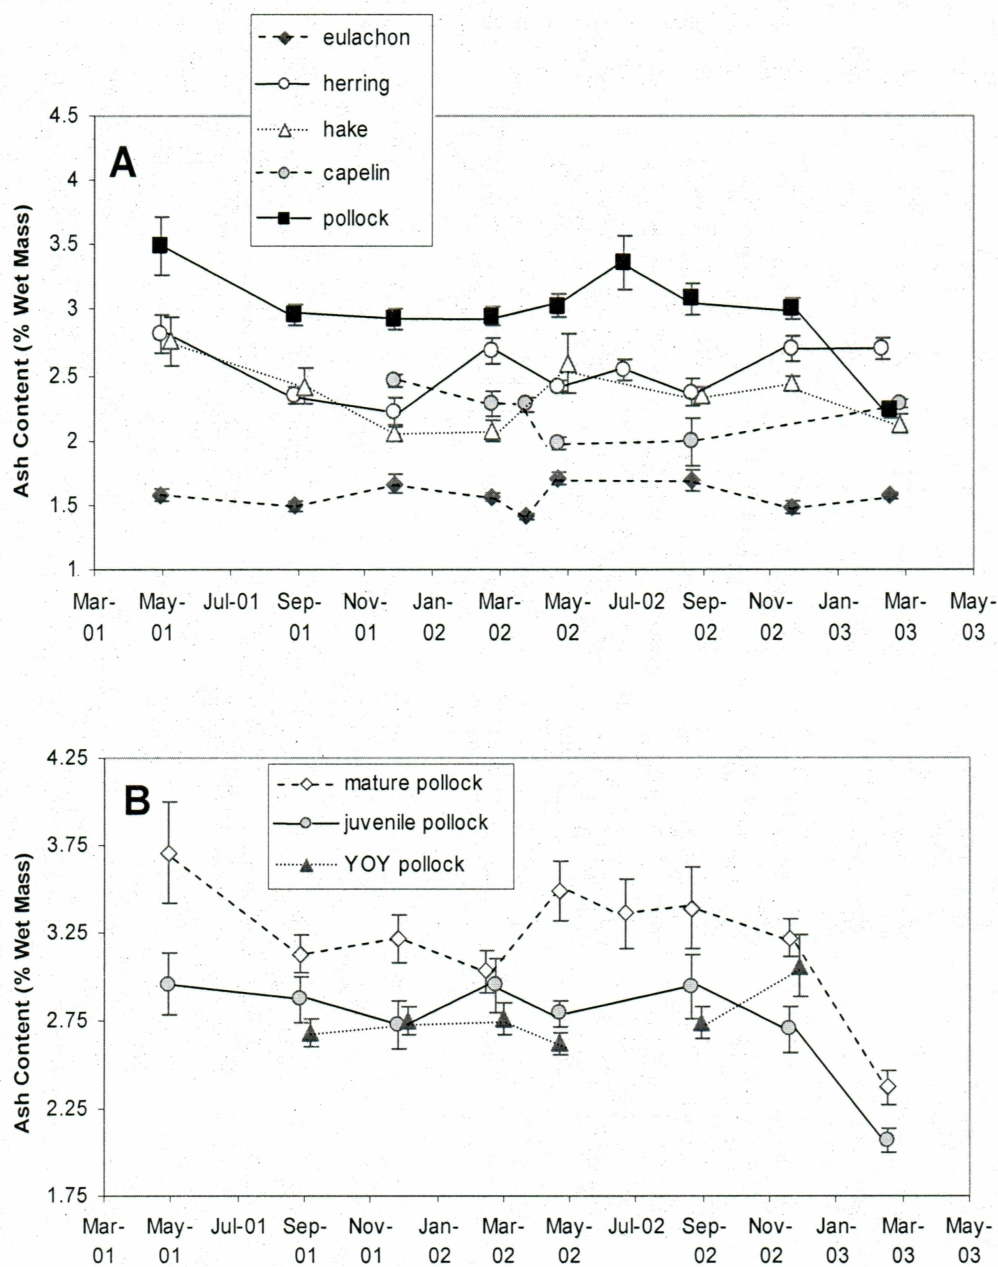 eulachon
herring
hake
capelin
pollock
A
Ash Content (% Wet Mass)
4.5
4
3.5
3
2.5
2
1.5
1
Mar- May- Jul-01 Sep- Nov- Jan- Mar- May- Jul-02 Sep- Nov- Jan- Mar- May-
01 01 01 01 02 02 02 02 02 03 03 03
B
mature pollock
juvenile pollock
YOY pollock
Ash Content (% Wet Mass)
4.25
3.75
3.25
2.75
2.25
1.75
Mar- May- Jul-01 Sep- Nov- Jan- Mar- May- Jul-02 Sep- Nov- Jan- Mar- May-
01 01 01 01 02 02 02 02 02 03 03 03